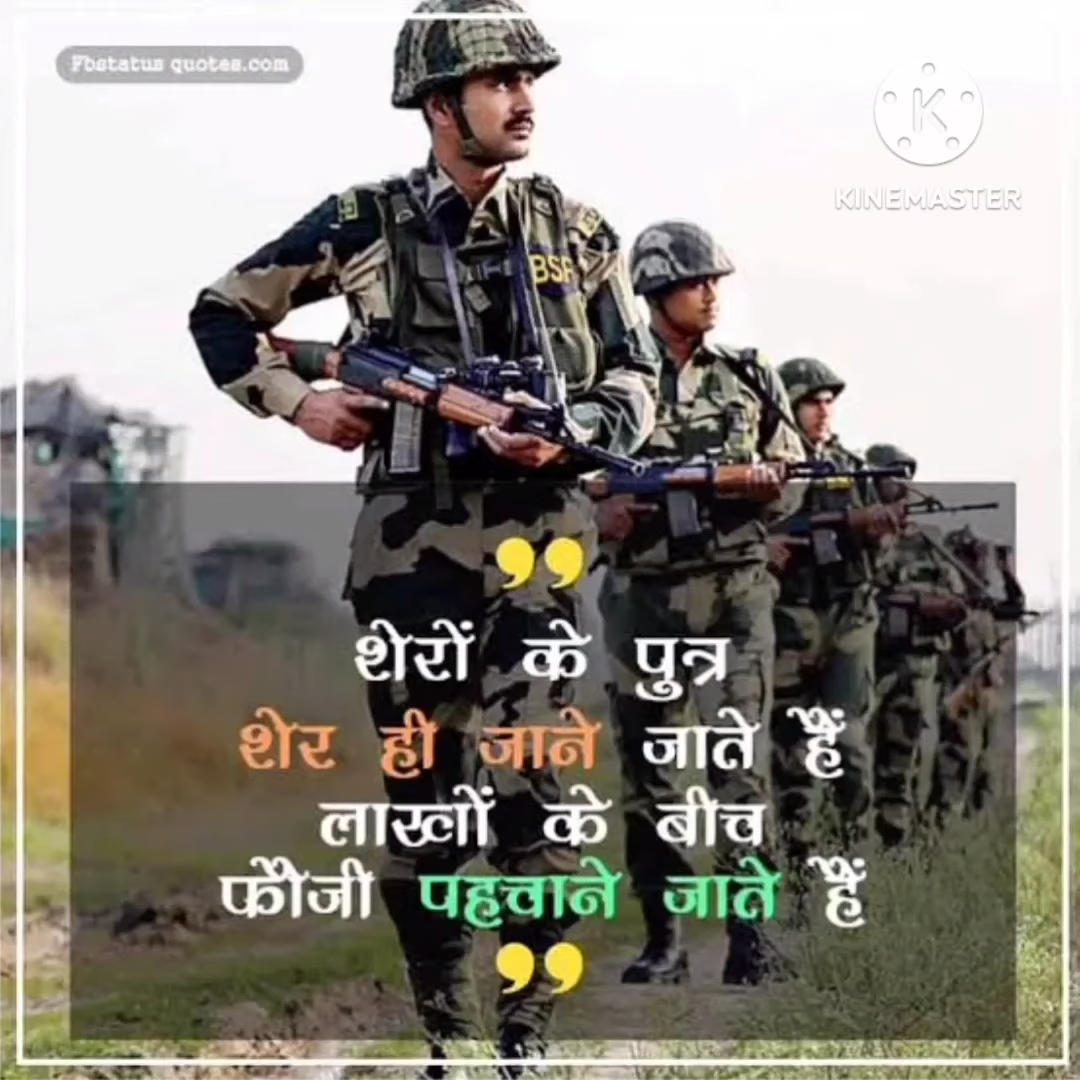 Fbstatus quotes.com
KINEMASTER
BSF
शेरों के पुत्र
शेर ही जाने जाते हैं
लाखों के बीच
फौजी पहचाने जाते हैं